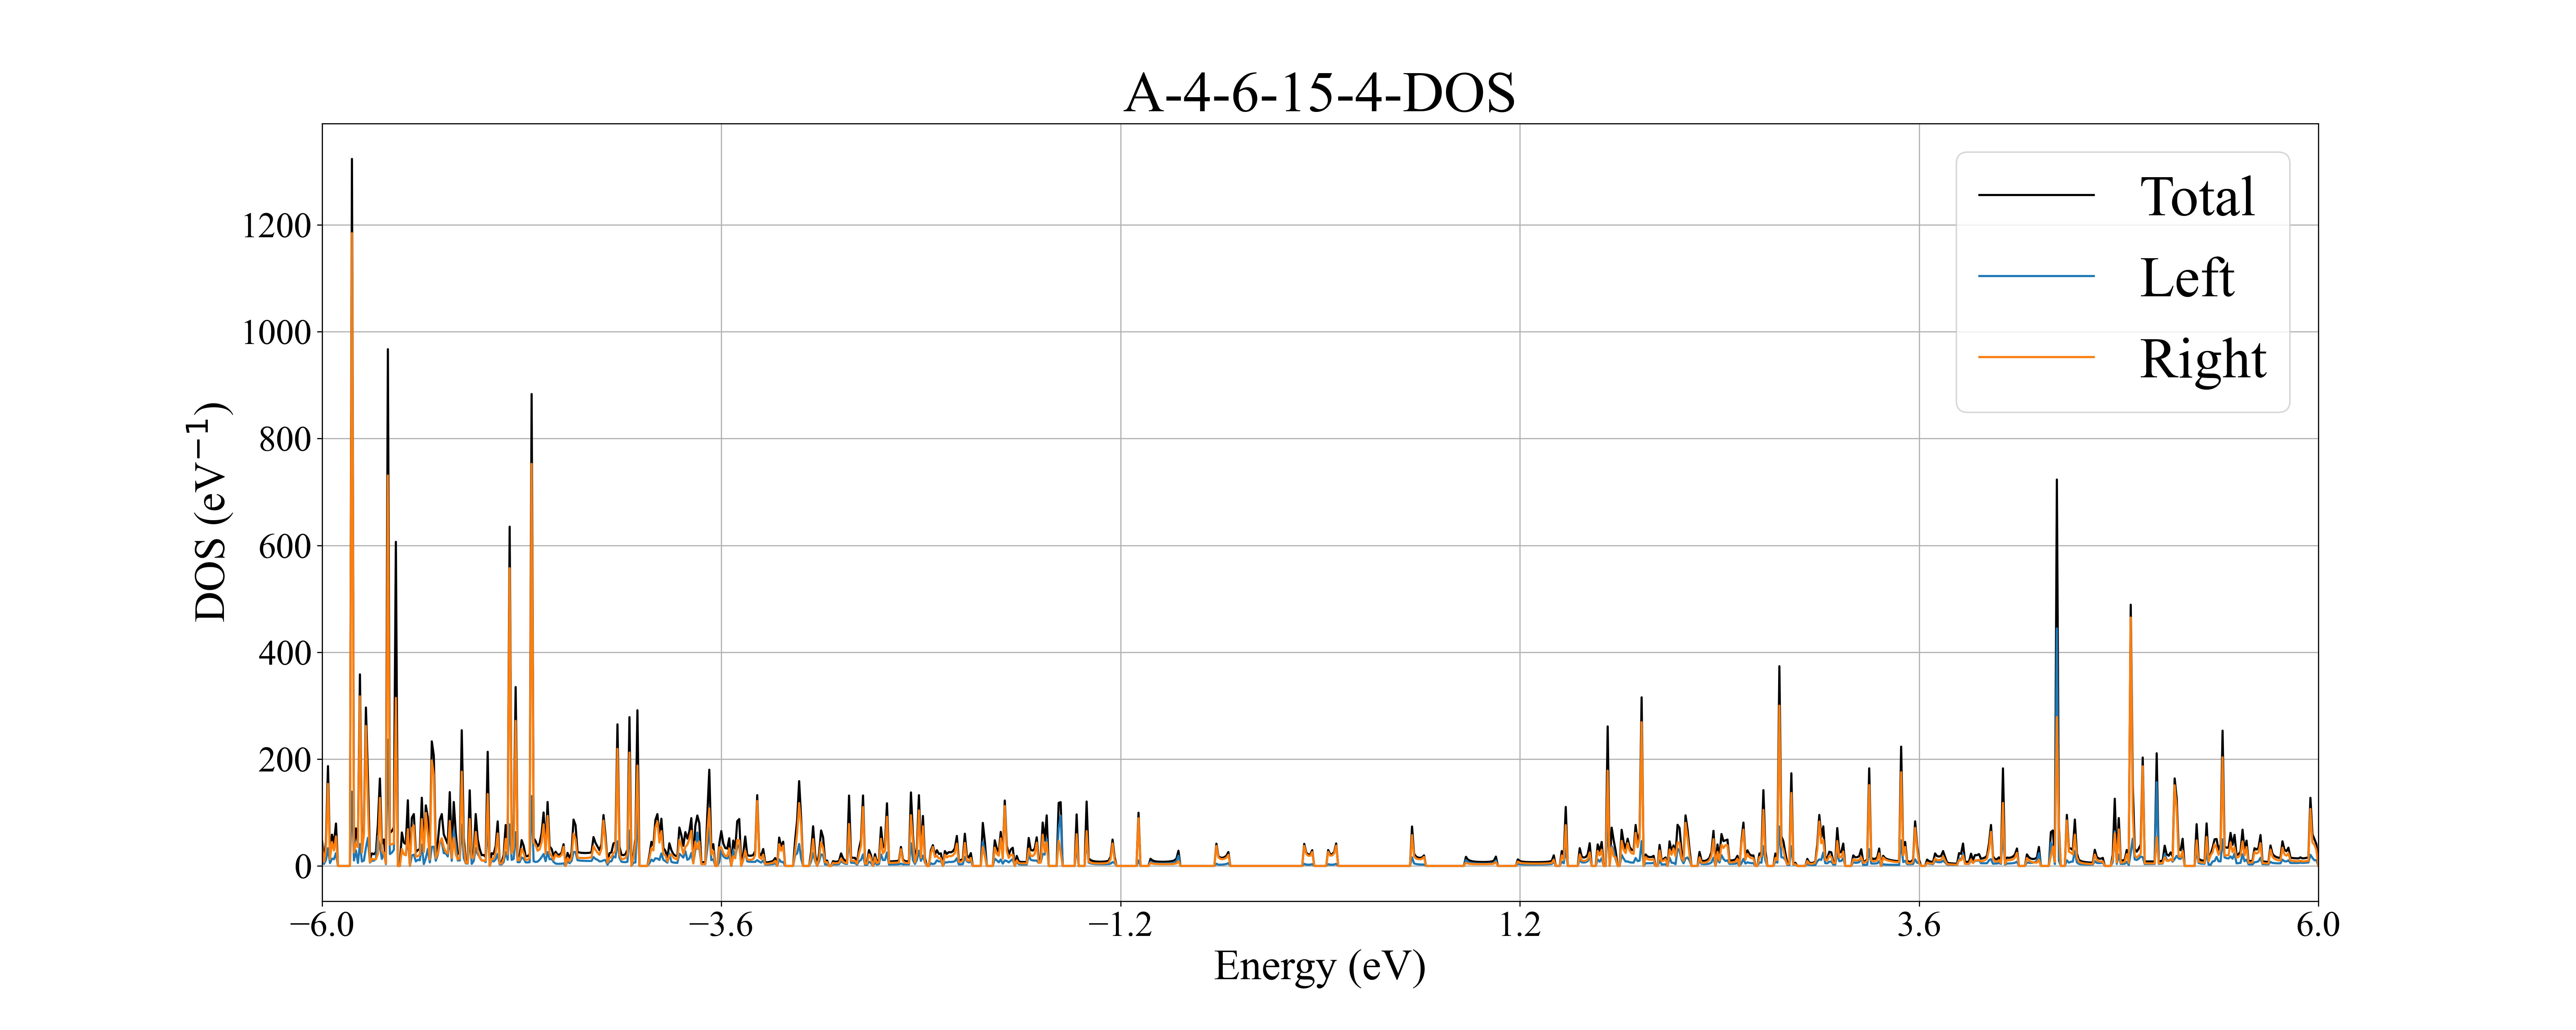 A-4-6-15-4-DOS
Total
Left
Right
1200
1000
800
600
400
200
0
DOS (eV⁻¹)
−6.0
−3.6
−1.2
1.2
3.6
6.0
Energy (eV)